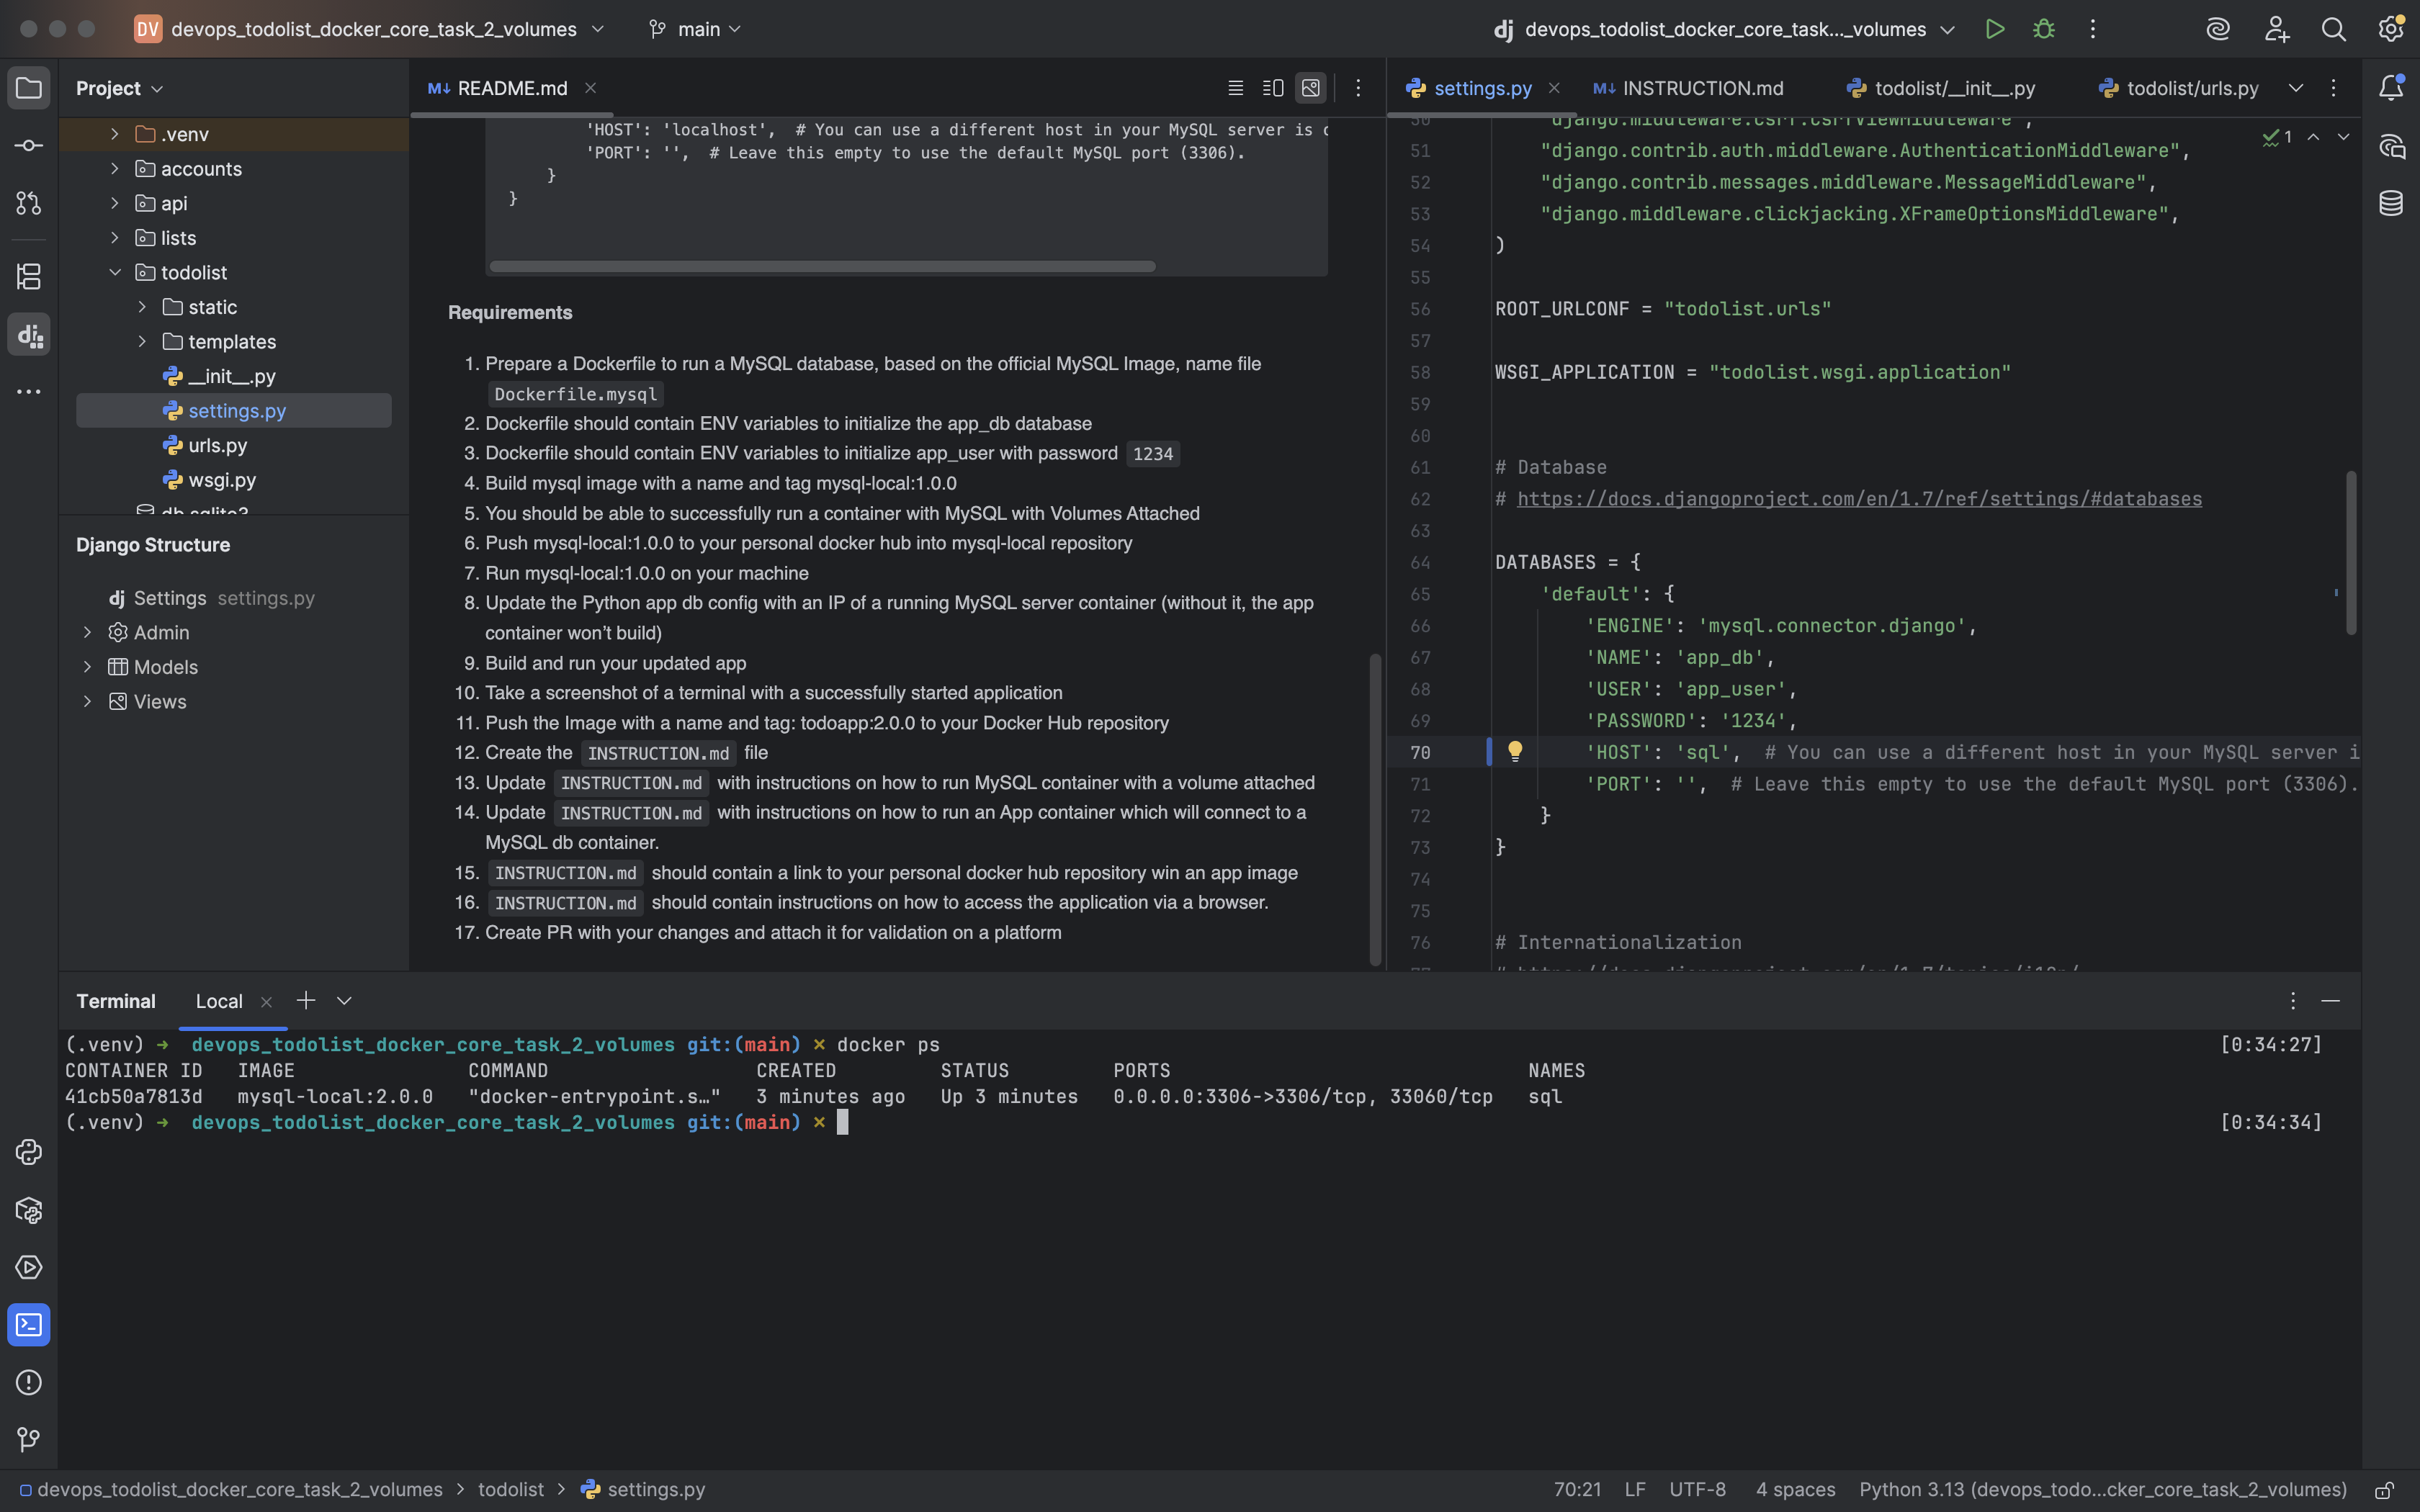 DV devops_todolist_docker_core_task_2_volumes main dj devops_todolist_docker_core_task..._volumes
Project
.venv
accounts
api
lists
todolist
static
templates
__init__.py
settings.py
urls.py
wsgi.py
db.sqlite3
Django Structure
dj Settings settings.py
Admin
Models
Views
M↓ README.md
'HOST': 'localhost',  # You can use a different host in your MySQL server is
'PORT': '',  # Leave this empty to use the default MySQL port (3306).
}
}
Requirements
1. Prepare a Dockerfile to run a MySQL database, based on the official MySQL Image, name file
Dockerfile.mysql
2. Dockerfile should contain ENV variables to initialize the app_db database
3. Dockerfile should contain ENV variables to initialize app_user with password 1234
4. Build mysql image with a name and tag mysql-local:1.0.0
5. You should be able to successfully run a container with MySQL with Volumes Attached
6. Push mysql-local:1.0.0 to your personal docker hub into mysql-local repository
7. Run mysql-local:1.0.0 on your machine
8. Update the Python app db config with an IP of a running MySQL server container (without it, the app
container won't build)
9. Build and run your updated app
10. Take a screenshot of a terminal with a successfully started application
11. Push the Image with a name and tag: todoapp:2.0.0 to your Docker Hub repository
12. Create the INSTRUCTION.md file
13. Update INSTRUCTION.md with instructions on how to run MySQL container with a volume attached
14. Update INSTRUCTION.md with instructions on how to run an App container which will connect to a
MySQL db container.
15. INSTRUCTION.md should contain a link to your personal docker hub repository win an app image
16. INSTRUCTION.md should contain instructions on how to access the application via a browser.
17. Create PR with your changes and attach it for validation on a platform
settings.py M↓ INSTRUCTION.md todolist/__init__.py todolist/urls.py
1
50 "django.middleware.csrf.CsrfViewMiddleware",
51 "django.contrib.auth.middleware.AuthenticationMiddleware",
52 "django.contrib.messages.middleware.MessageMiddleware",
53 "django.middleware.clickjacking.XFrameOptionsMiddleware",
54 )
55
56 ROOT_URLCONF = "todolist.urls"
57
58 WSGI_APPLICATION = "todolist.wsgi.application"
59
60
61 # Database
62 # https://docs.djangoproject.com/en/1.7/ref/settings/#databases
63
64 DATABASES = {
65 'default': {
66 'ENGINE': 'mysql.connector.django',
67 'NAME': 'app_db',
68 'USER': 'app_user',
69 'PASSWORD': '1234',
70 'HOST': 'sql',  # You can use a different host in your MySQL server i
71 'PORT': '',  # Leave this empty to use the default MySQL port (3306).
72 }
73 }
74
75
76 # Internationalization
77 # https://docs.djangoproject.com/en/1.7/topics/i18n/
Terminal Local
(.venv) → devops_todolist_docker_core_task_2_volumes git:(main) × docker ps [0:34:27]
CONTAINER ID IMAGE COMMAND CREATED STATUS PORTS NAMES
41cb50a7813d mysql-local:2.0.0 "docker-entrypoint.s…" 3 minutes ago Up 3 minutes 0.0.0.0:3306->3306/tcp, 33060/tcp sql
(.venv) → devops_todolist_docker_core_task_2_volumes git:(main) × [0:34:34]
devops_todolist_docker_core_task_2_volumes > todolist > settings.py 70:21 LF UTF-8 4 spaces Python 3.13 (devops_todo...cker_core_task_2_volumes)